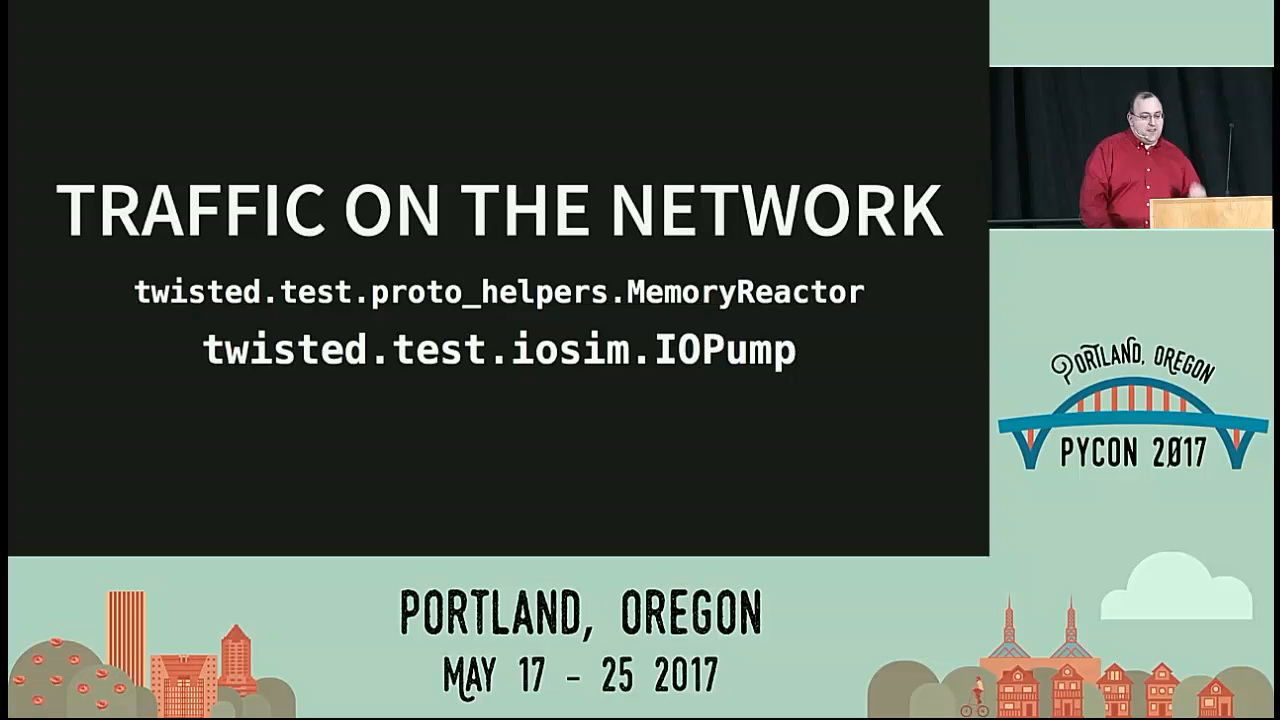 TRAFFIC ON THE NETWORK
twisted.test.proto_helpers.MemoryReactor
twisted.test.iosim.IOPump
PORTLAND, OREGON
PYCON 2017
PORTLAND, OREGON
MAY 17 - 25 2017